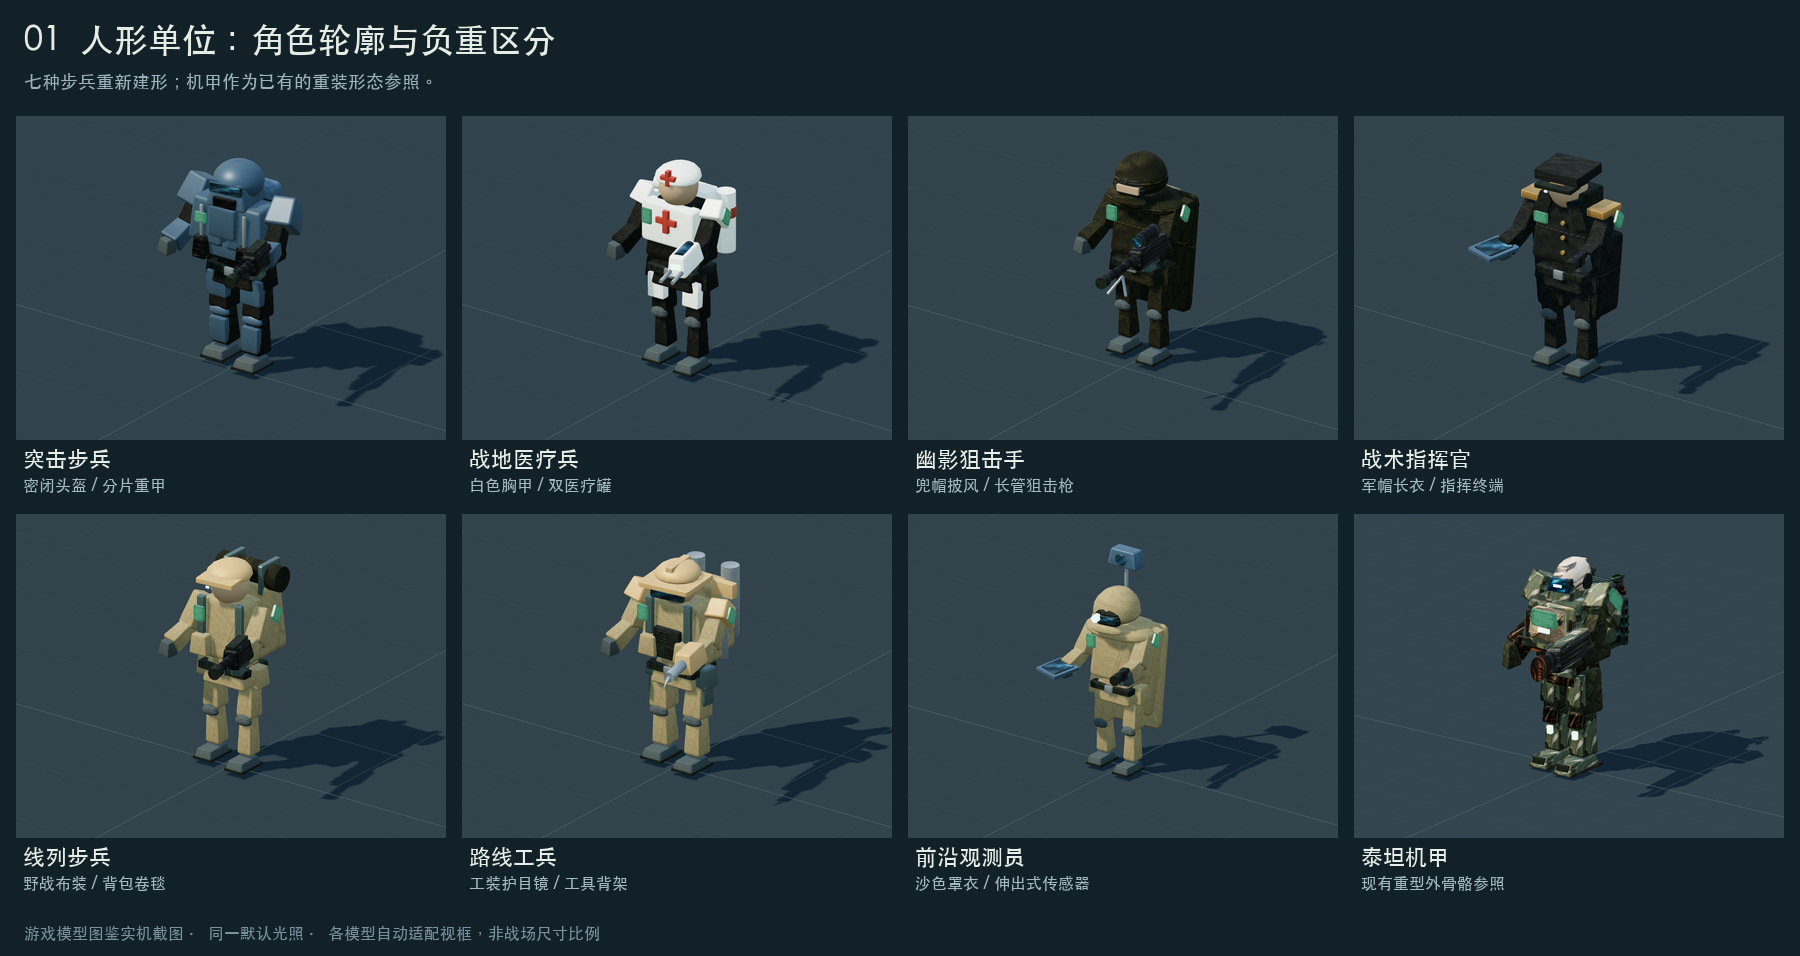 01 人形单位：角色轮廓与负重区分
七种步兵重新建形；机甲作为已有的重装形态参照。
突击步兵
密闭头盔 / 分片重甲
战地医疗兵
白色胸甲 / 双医疗罐
幽影狙击手
兜帽披风 / 长管狙击枪
战术指挥官
军帽长衣 / 指挥终端
线列步兵
野战布装 / 背包卷毯
路线工兵
工装护目镜 / 工具背架
前沿观测员
沙色罩衣 / 伸出式传感器
泰坦机甲
现有重型外骨骼参照
游戏模型图鉴实机截图· 同一默认光照· 各模型自动适配视框，非战场尺寸比例